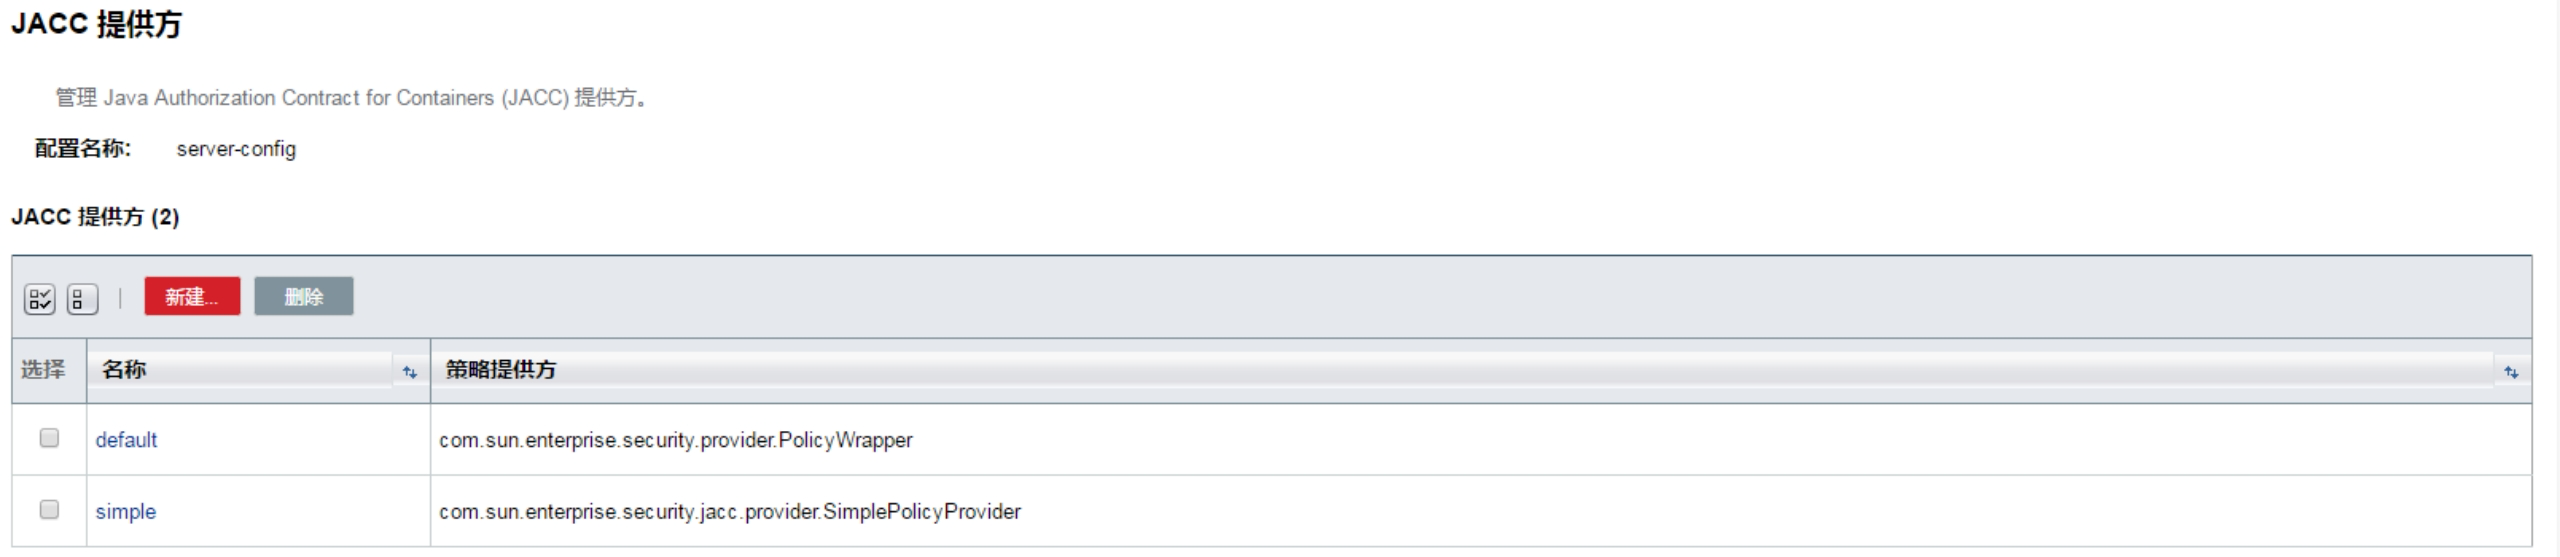 JACC 提供方
管理 Java Authorization Contract for Containers (JACC) 提供方。
配置名称: server-config
JACC 提供方 (2)
新建... 删除
选择 名称 策略提供方
default com.sun.enterprise.security.provider.PolicyWrapper
simple com.sun.enterprise.security.jacc.provider.SimplePolicyProvider